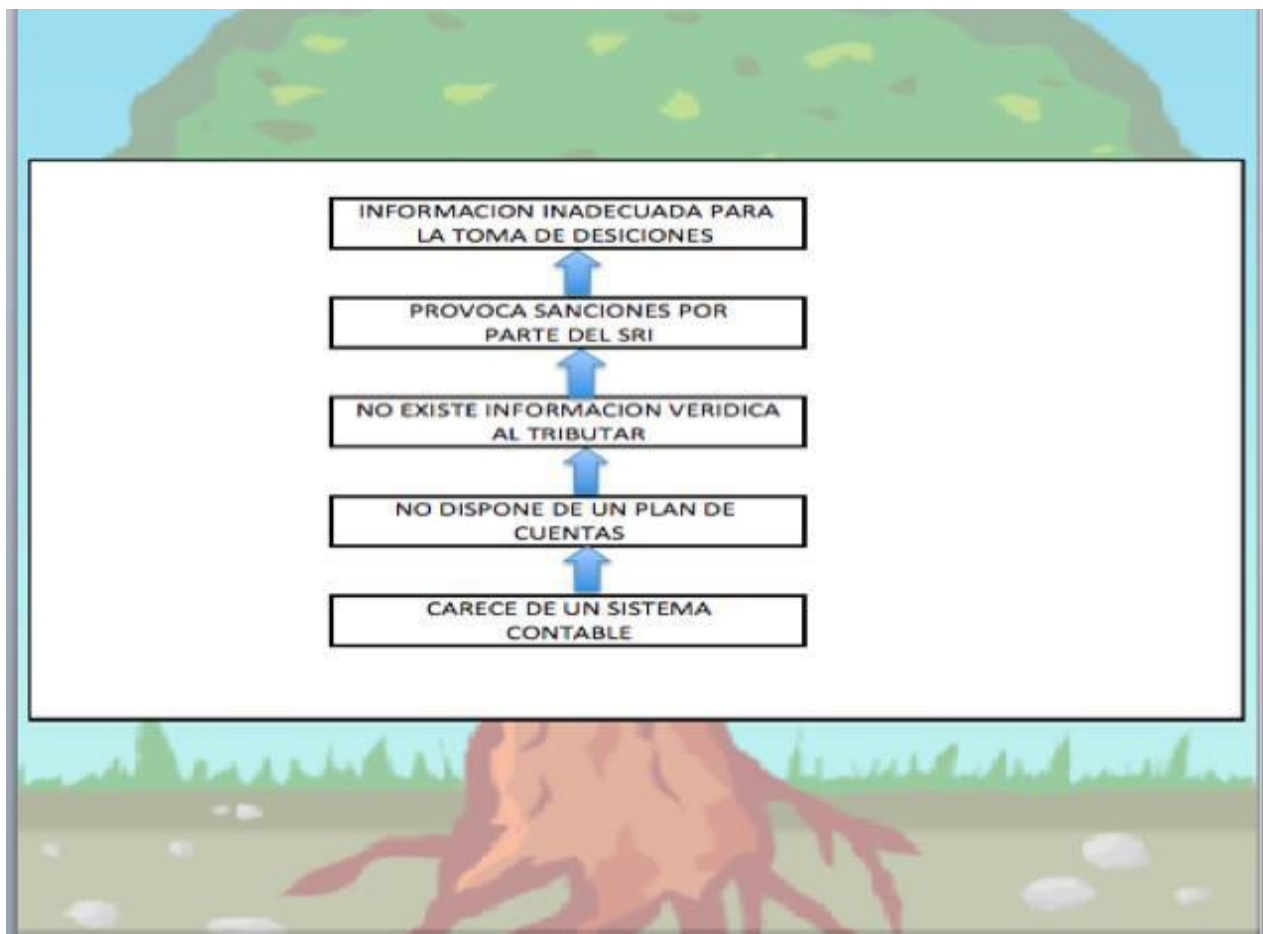 INFORMACION INADECUADA PARA
LA TOMA DE DESICIONES
PROVOCA SANCIONES POR
PARTE DEL SRI
NO EXISTE INFORMACION VERIDICA
AL TRIBUTAR
NO DISPONE DE UN PLAN DE
CUENTAS
CARECE DE UN SISTEMA
CONTABLE